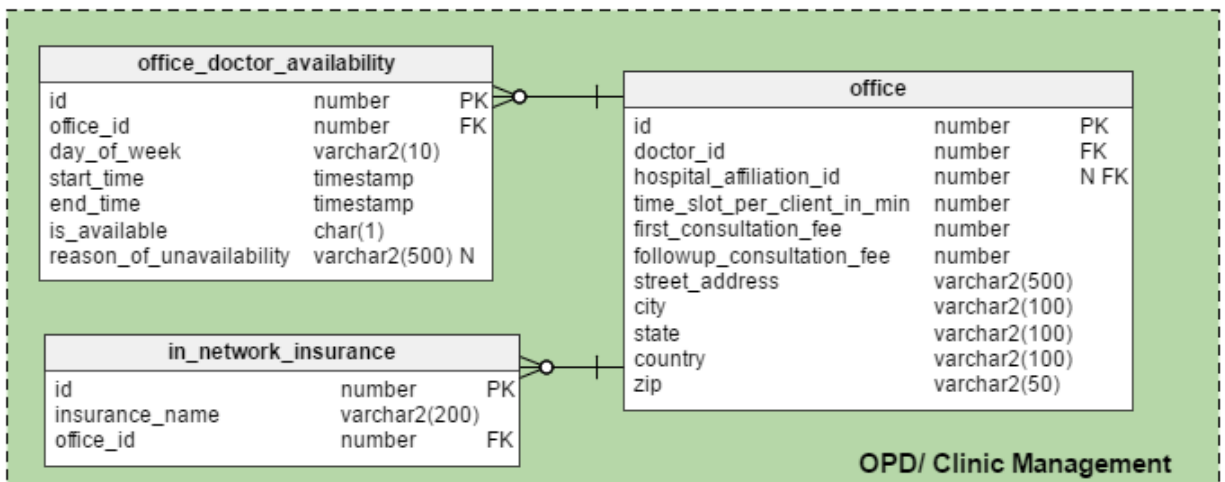 office_doctor_availability
id number PK
office_id number FK
day_of_week varchar2(10)
start_time timestamp
end_time timestamp
is_available char(1)
reason_of_unavailability varchar2(500) N
office
id number PK
doctor_id number FK
hospital_affiliation_id number N FK
time_slot_per_client_in_min number
first_consultation_fee number
followup_consultation_fee number
street_address varchar2(500)
city varchar2(100)
state varchar2(100)
country varchar2(100)
zip varchar2(50)
in_network_insurance
id number PK
insurance_name varchar2(200)
office_id number FK
OPD/ Clinic Management